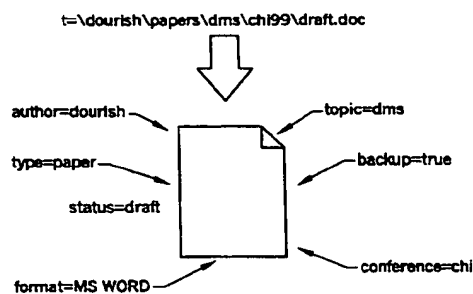 t=\dourish\papers\dms\chi99\draft.doc
author=dourish
topic=dms
type=paper
backup=true
status=draft
conference=chi
format=MS WORD